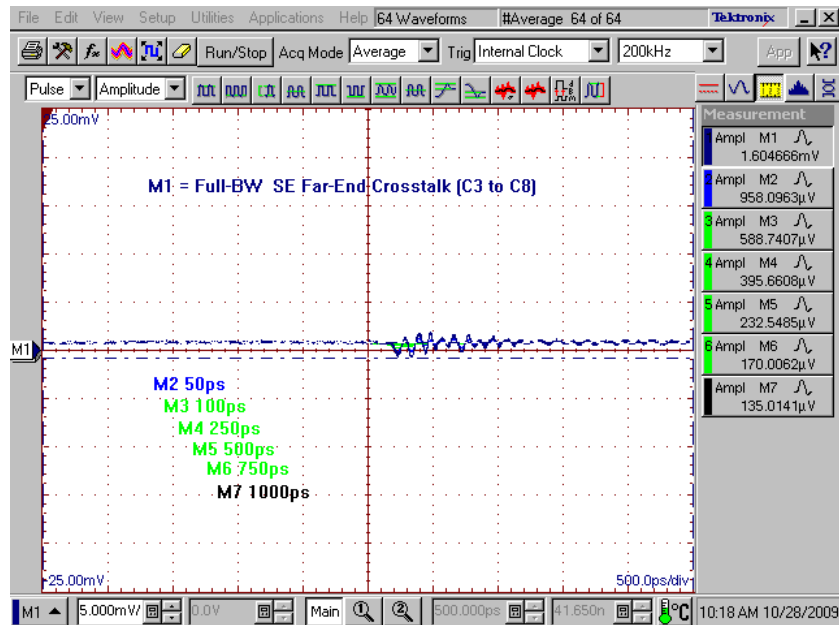 File Edit View Setup Utilities Applications Help 64 Waveforms #Average 64 of 64 Tektronix
Run/Stop Acq Mode Average Trig Internal Clock 200kHz App
Pulse Amplitude
25.00mV
M1 = Full-BW SE Far-End Crosstalk (C3 to C8)
M1
M2 50ps
M3 100ps
M4 250ps
M5 500ps
M6 750ps
M7 1000ps
-25.00mV 500.0ps/div
Measurement
Ampl M1
1.604666mV
2 Ampl M2
958.0963µV
3 Ampl M3
588.7407µV
4 Ampl M4
395.6608µV
5 Ampl M5
232.5485µV
6 Ampl M6
170.0062µV
Ampl M7
135.0141µV
M1 5.000mV/ 0.0V Main 1 2 500.000ps 41.650n °C 10:18 AM 10/28/2009